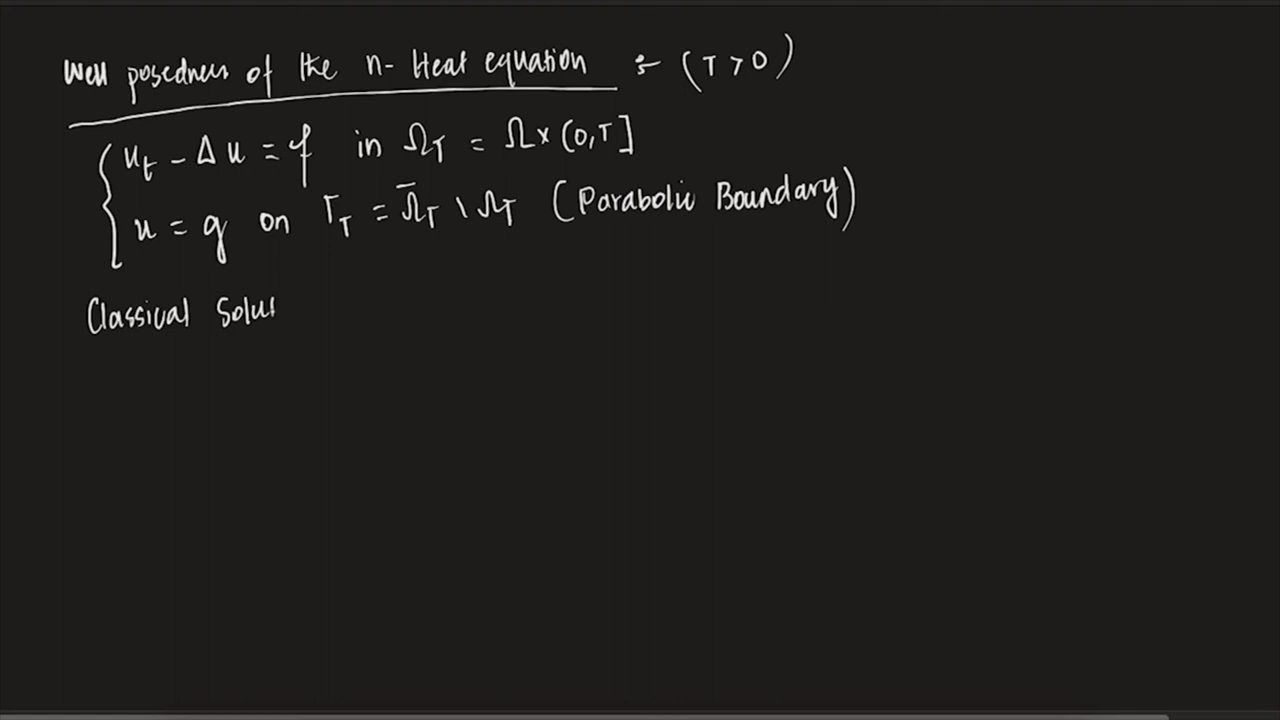 Well posedness of the n- Heat equation :- (T > 0)
u_t - Δu = f in Ω_T = Ω × (0,T]
u = g on Γ_T = Ω̄_T \ Ω_T (Parabolic Boundary)
Classical Solut